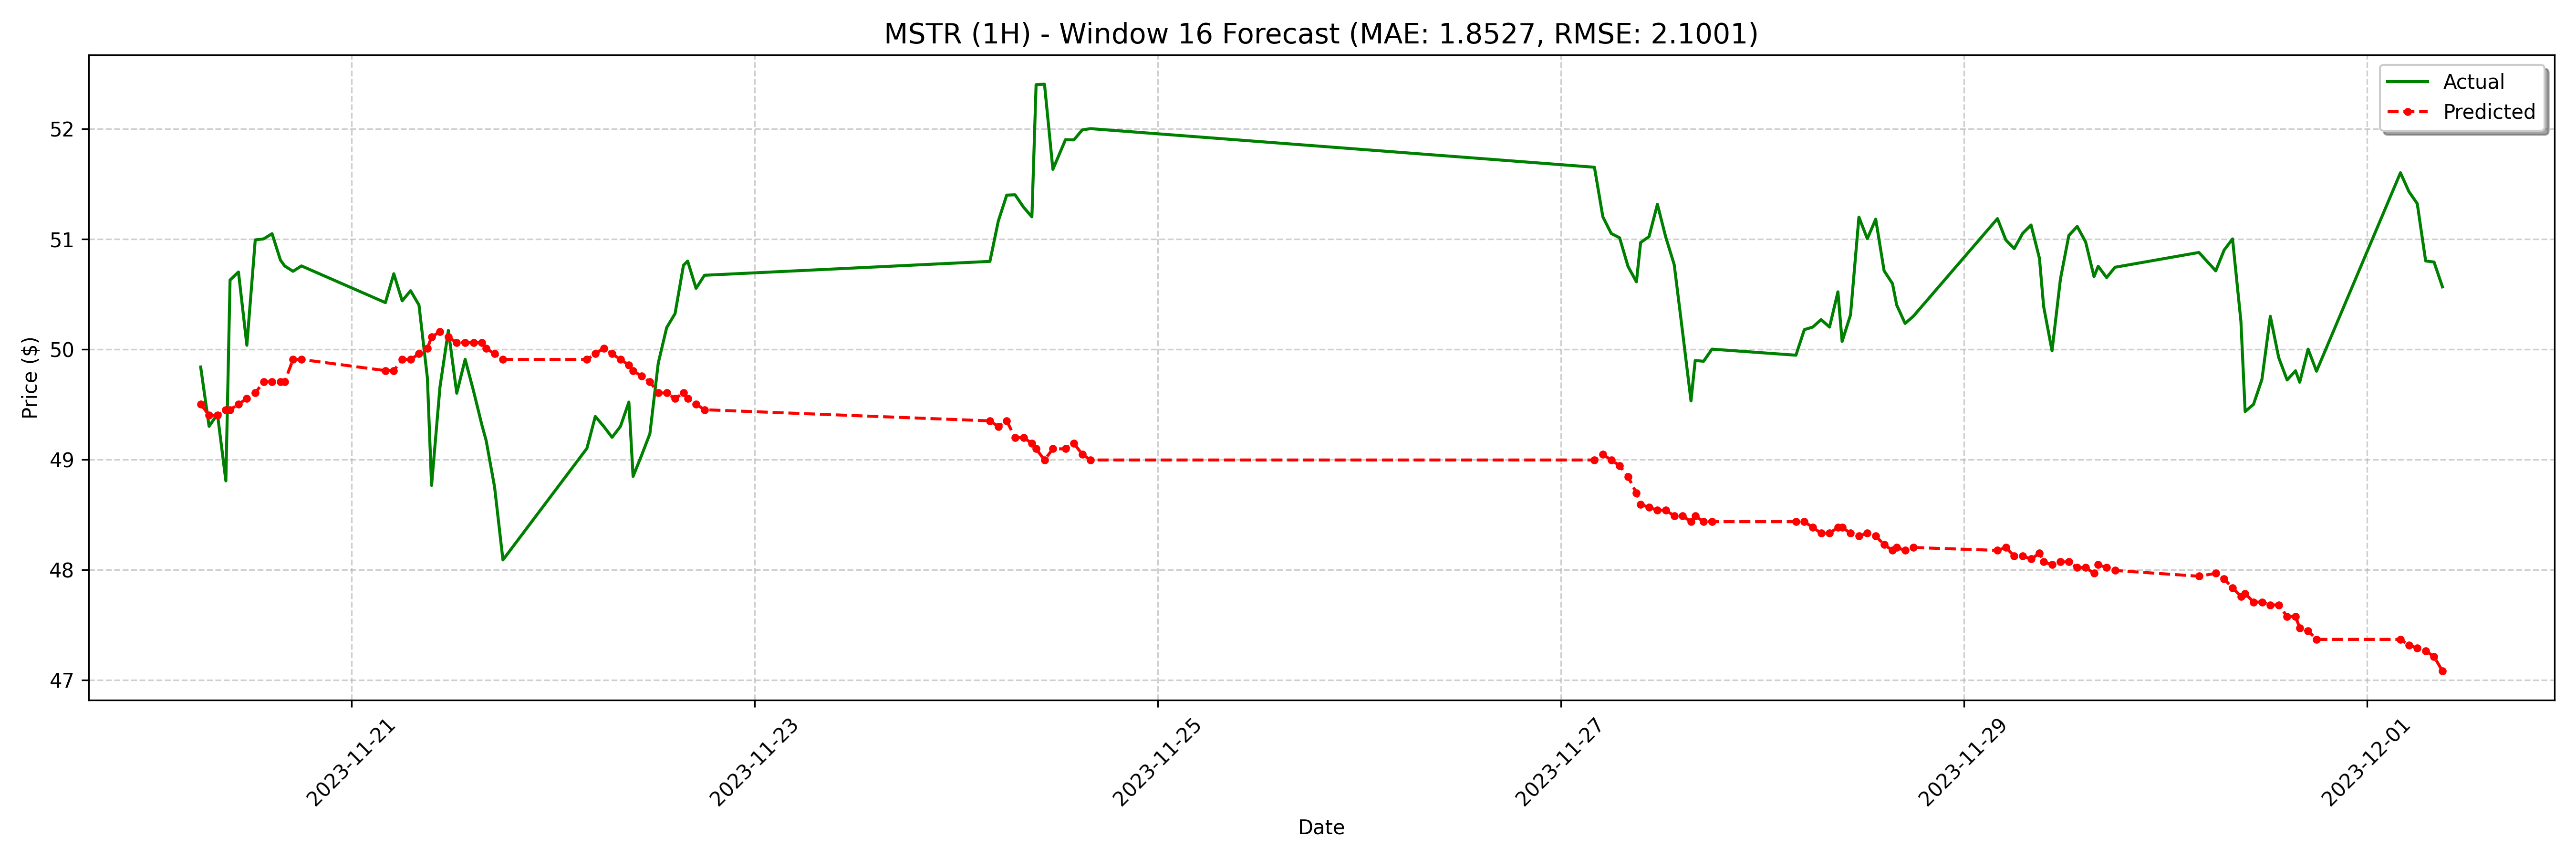 MSTR (1H) - Window 16 Forecast (MAE: 1.8527, RMSE: 2.1001)
Actual
Predicted
Price ($)
52
51
50
49
48
47
2023-11-21
2023-11-23
2023-11-25
2023-11-27
2023-11-29
2023-12-01
Date